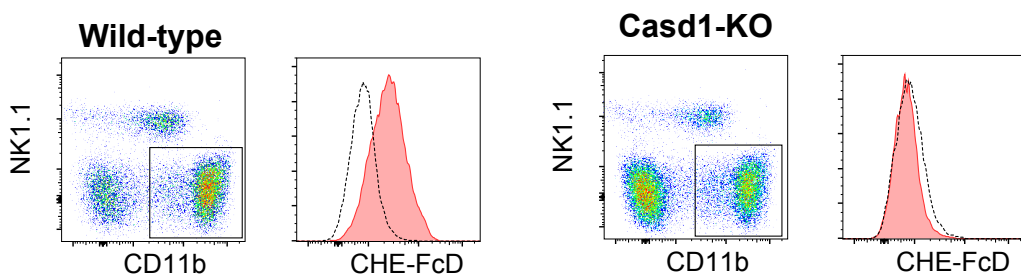 Wild-type
NK1.1
CD11b
CHE-FcD
Casd1-KO
NK1.1
CD11b
CHE-FcD